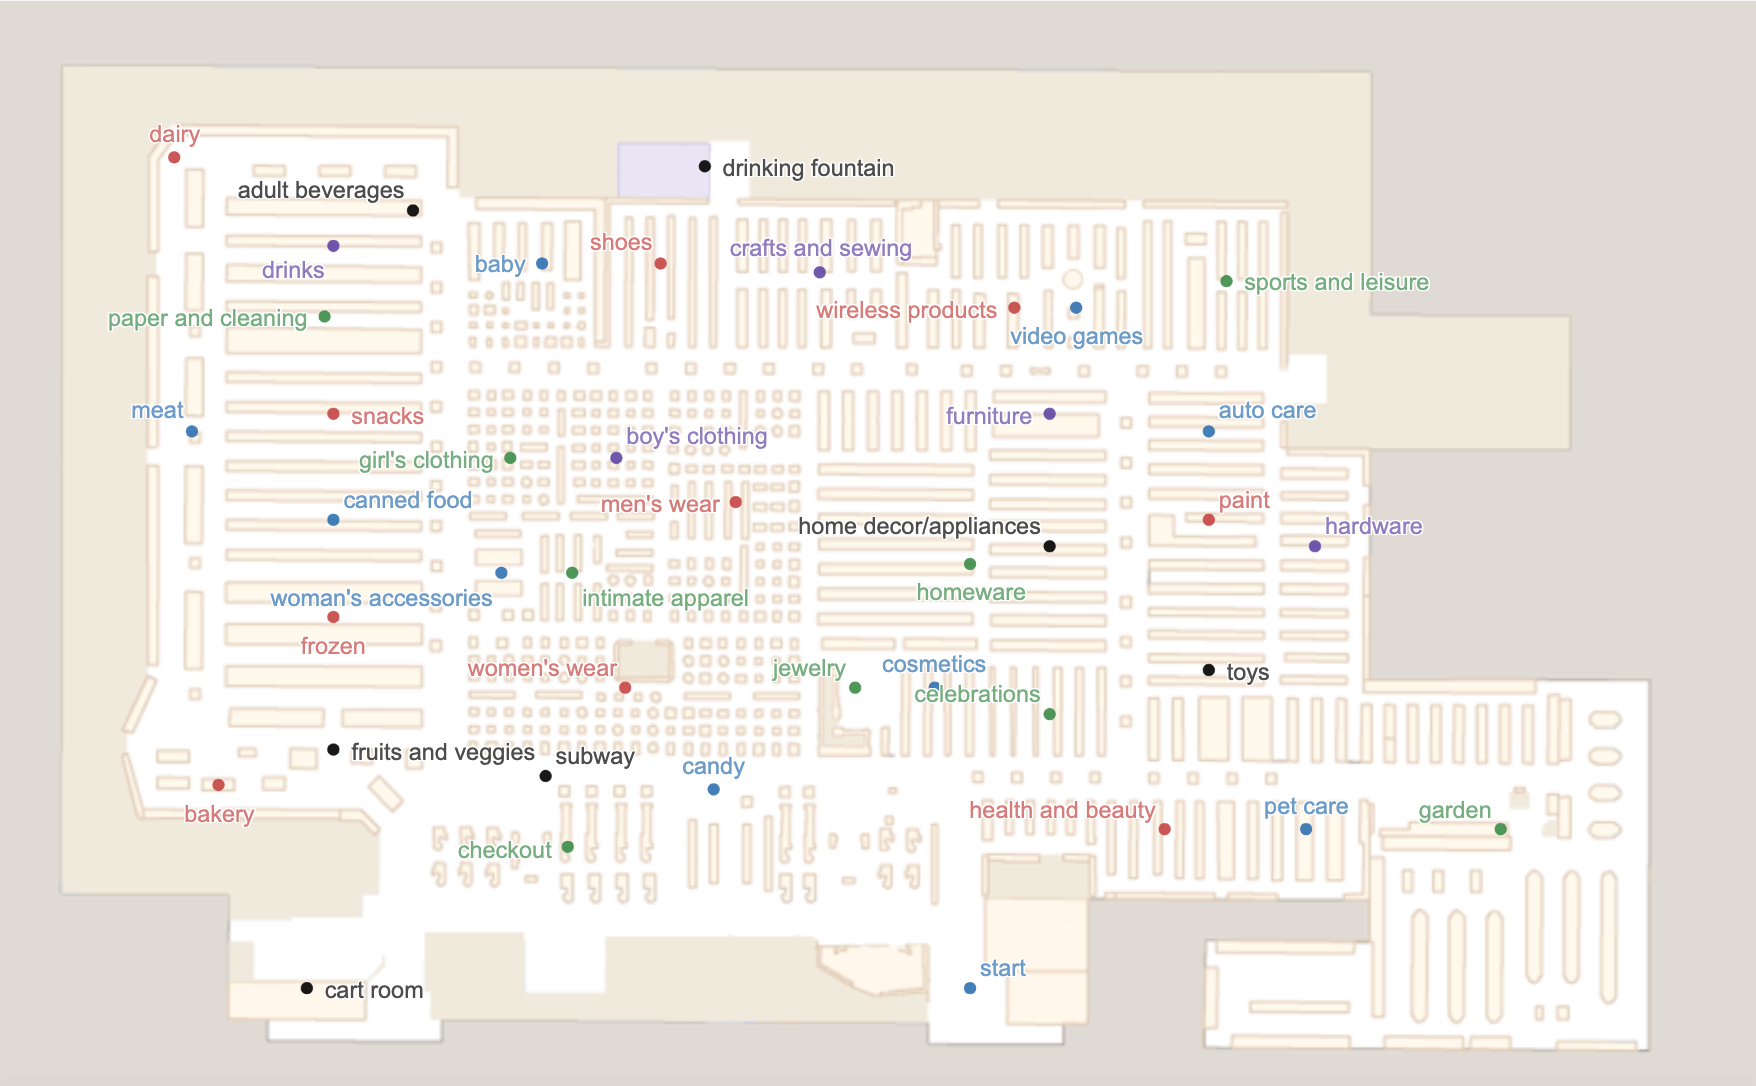 dairy
drinking fountain
adult beverages
shoes
crafts and sewing
baby
drinks
sports and leisure
wireless products
paper and cleaning
video games
meat
snacks
furniture
auto care
boy's clothing
girl's clothing
canned food
men's wear
paint
home decor/appliances
hardware
woman's accessories
intimate apparel
homeware
frozen
women's wear
jewelry
cosmetics
toys
celebrations
fruits and veggies
subway
candy
bakery
health and beauty
pet care
garden
checkout
start
cart room